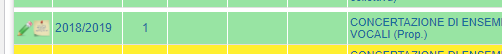 2018/2019 1 CONCERTAZIONE DI ENSEM
VOCALI (Prop.)